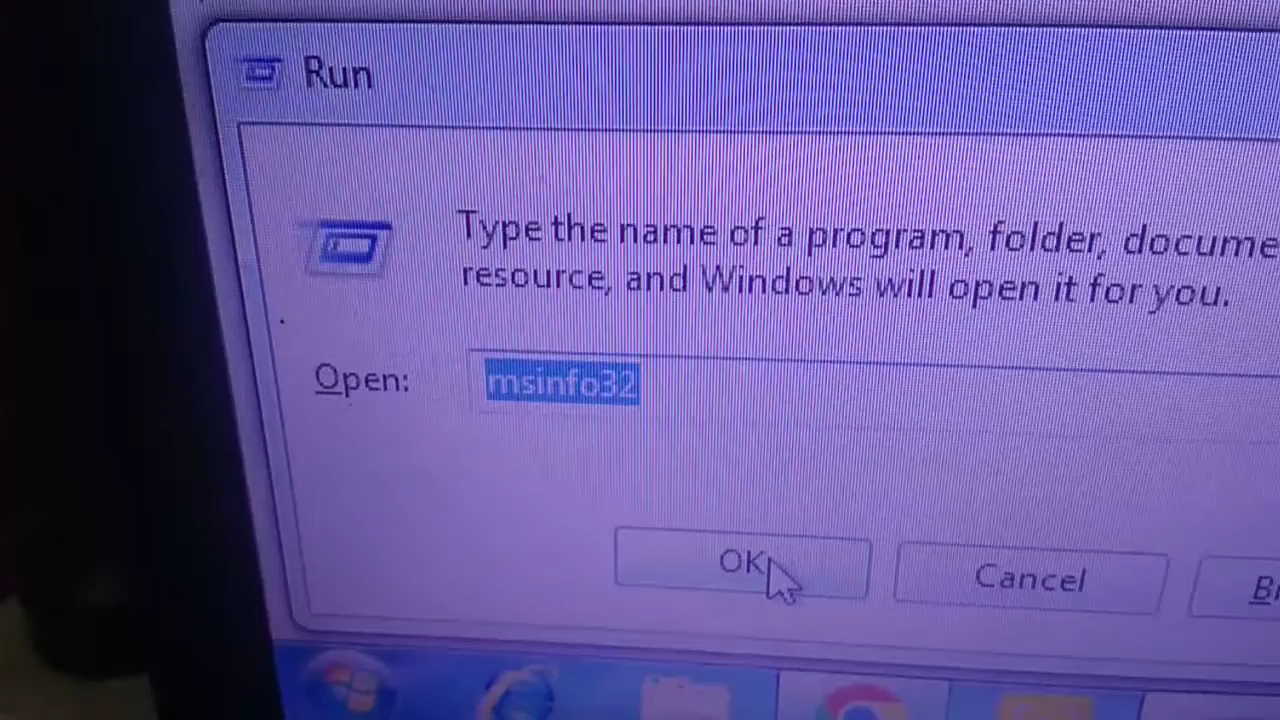 Run
Type the name of a program, folder, docume
resource, and Windows will open it for you.
Open:
msinfo32
OK
Cancel